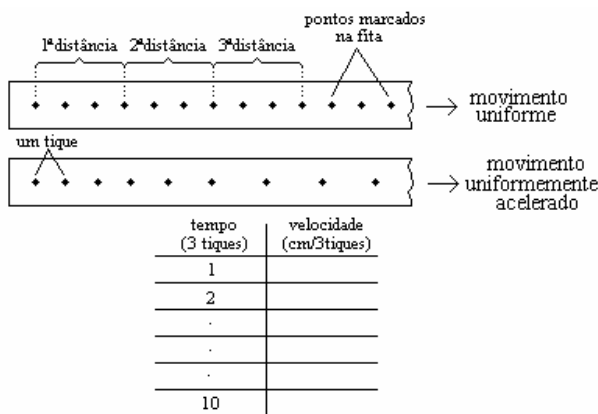 pontos marcados
na fita
1ªdistância 2ªdistância 3ªdistância
movimento
uniforme
um tique
movimento
uniformemente
acelerado
tempo velocidade
(3 tiques) (cm/3tiques)
1
2
.
.
.
10